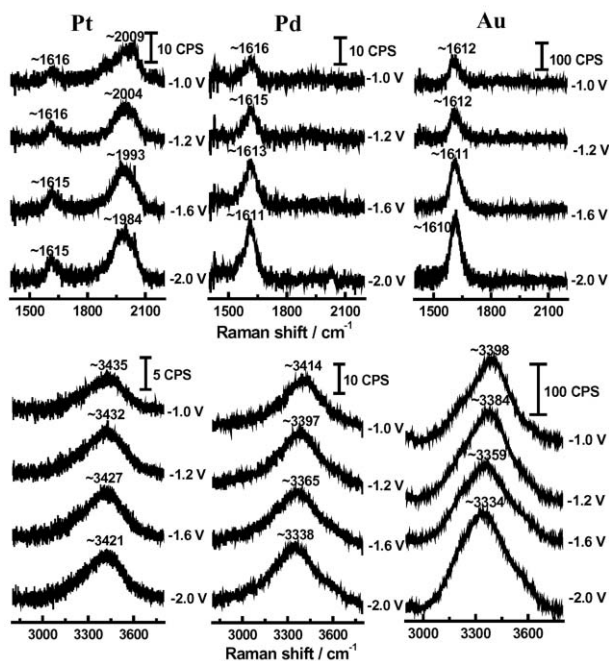 Pt
Pd
Au
~2009
10 CPS
~1616
-1.0 V
~2004
~1616
-1.2 V
~1993
~1615
-1.6 V
~1984
~1615
-2.0 V
1500 1800 2100
~1616
10 CPS
-1.0 V
~1615
-1.2 V
~1613
-1.6 V
~1611
-2.0 V
1500 1800 2100
~1612
100 CPS
-1.0 V
~1612
-1.2 V
~1611
-1.6 V
~1610
-2.0 V
1500 1800 2100
Raman shift / cm-1
~3435
5 CPS
-1.0 V
~3432
-1.2 V
~3427
-1.6 V
~3421
-2.0 V
3000 3300 3600
~3414
10 CPS
-1.0 V
~3397
-1.2 V
~3365
-1.6 V
~3338
-2.0 V
3000 3300 3600
~3398
100 CPS
~3384
-1.0 V
~3359
-1.2 V
~3334
-1.6 V
-2.0 V
3000 3300 3600
Raman shift / cm-1